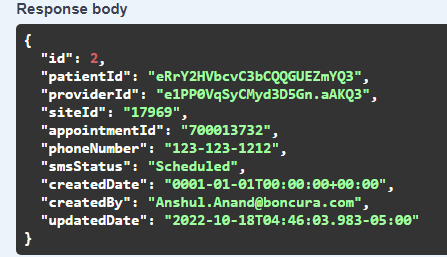 Response body
{
"id": 2,
"patientId": "eRrY2HVbcvC3bCQQGUEZmYQ3",
"providerId": "e1PP0VqSyCMyd3D5Gn.aAKQ3",
"siteId": "17969",
"appointmentId": "700013732",
"phoneNumber": "123-123-1212",
"smsStatus": "Scheduled",
"createdDate": "0001-01-01T00:00:00+00:00",
"createdBy": "Anshul.Anand@boncura.com",
"updatedDate": "2022-10-18T04:46:03.983-05:00"
}